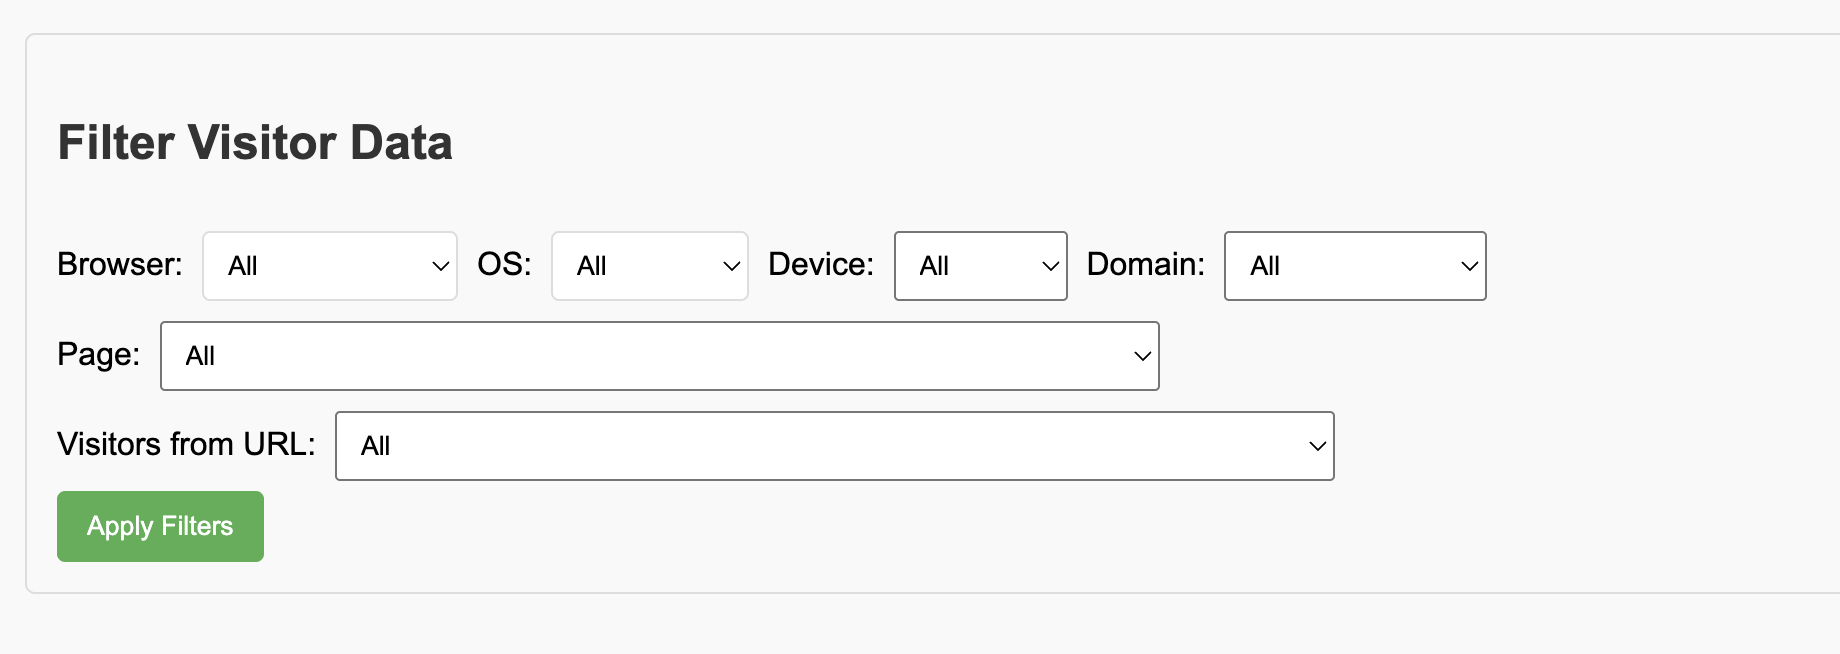 Filter Visitor Data
Browser: All OS: All Device: All Domain: All
Page: All
Visitors from URL: All
Apply Filters